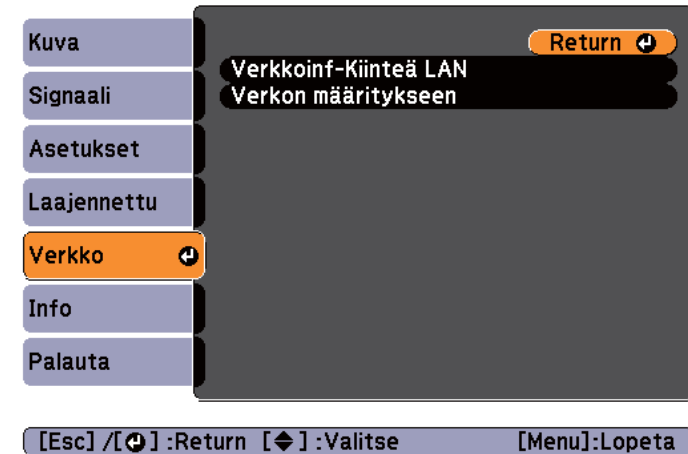 Kuva
Signaali
Asetukset
Laajennettu
Verkko
Info
Palauta
Return
Verkkoinf-Kiinteä LAN
Verkon määritykseen
[Esc] /[⏎] :Return [◆] :Valitse [Menu]:Lopeta